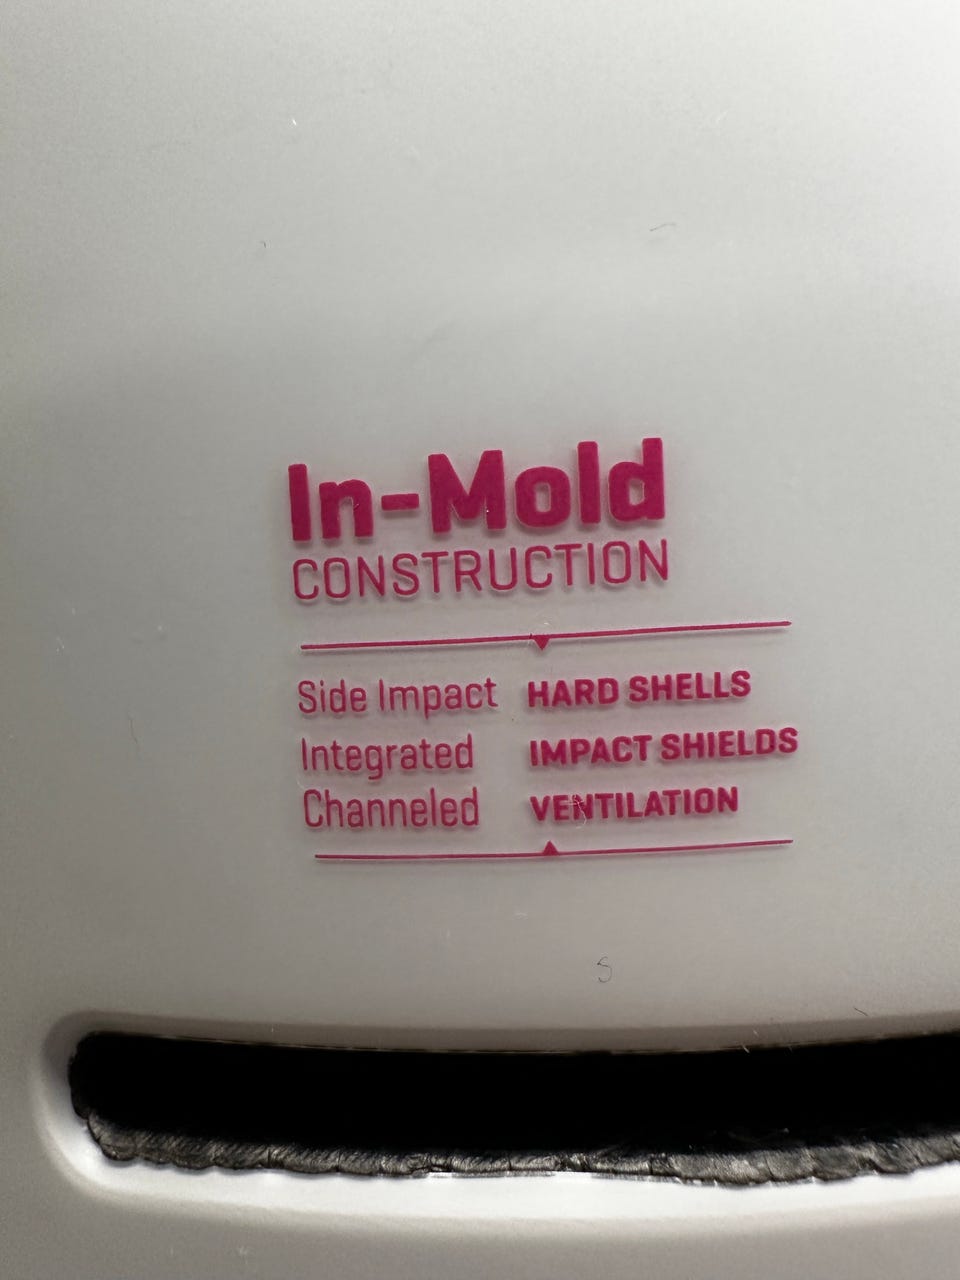 In-Mold
CONSTRUCTION
Side Impact HARD SHELLS
Integrated IMPACT SHIELDS
Channeled VENTILATION